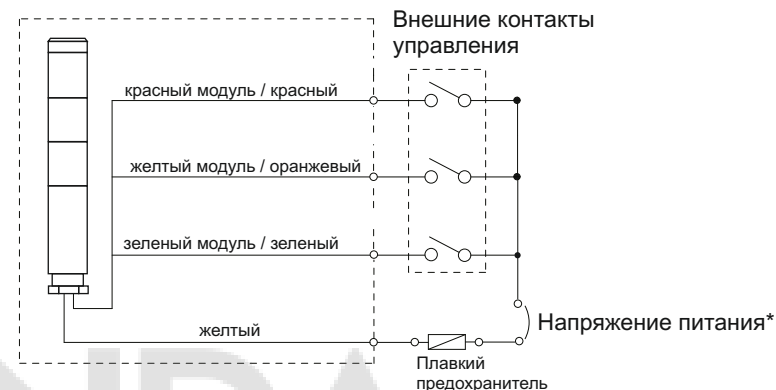 Внешние контакты
управления
красный модуль / красный
желтый модуль / оранжевый
зеленый модуль / зеленый
желтый
Напряжение питания*
Плавкий
предохранитель